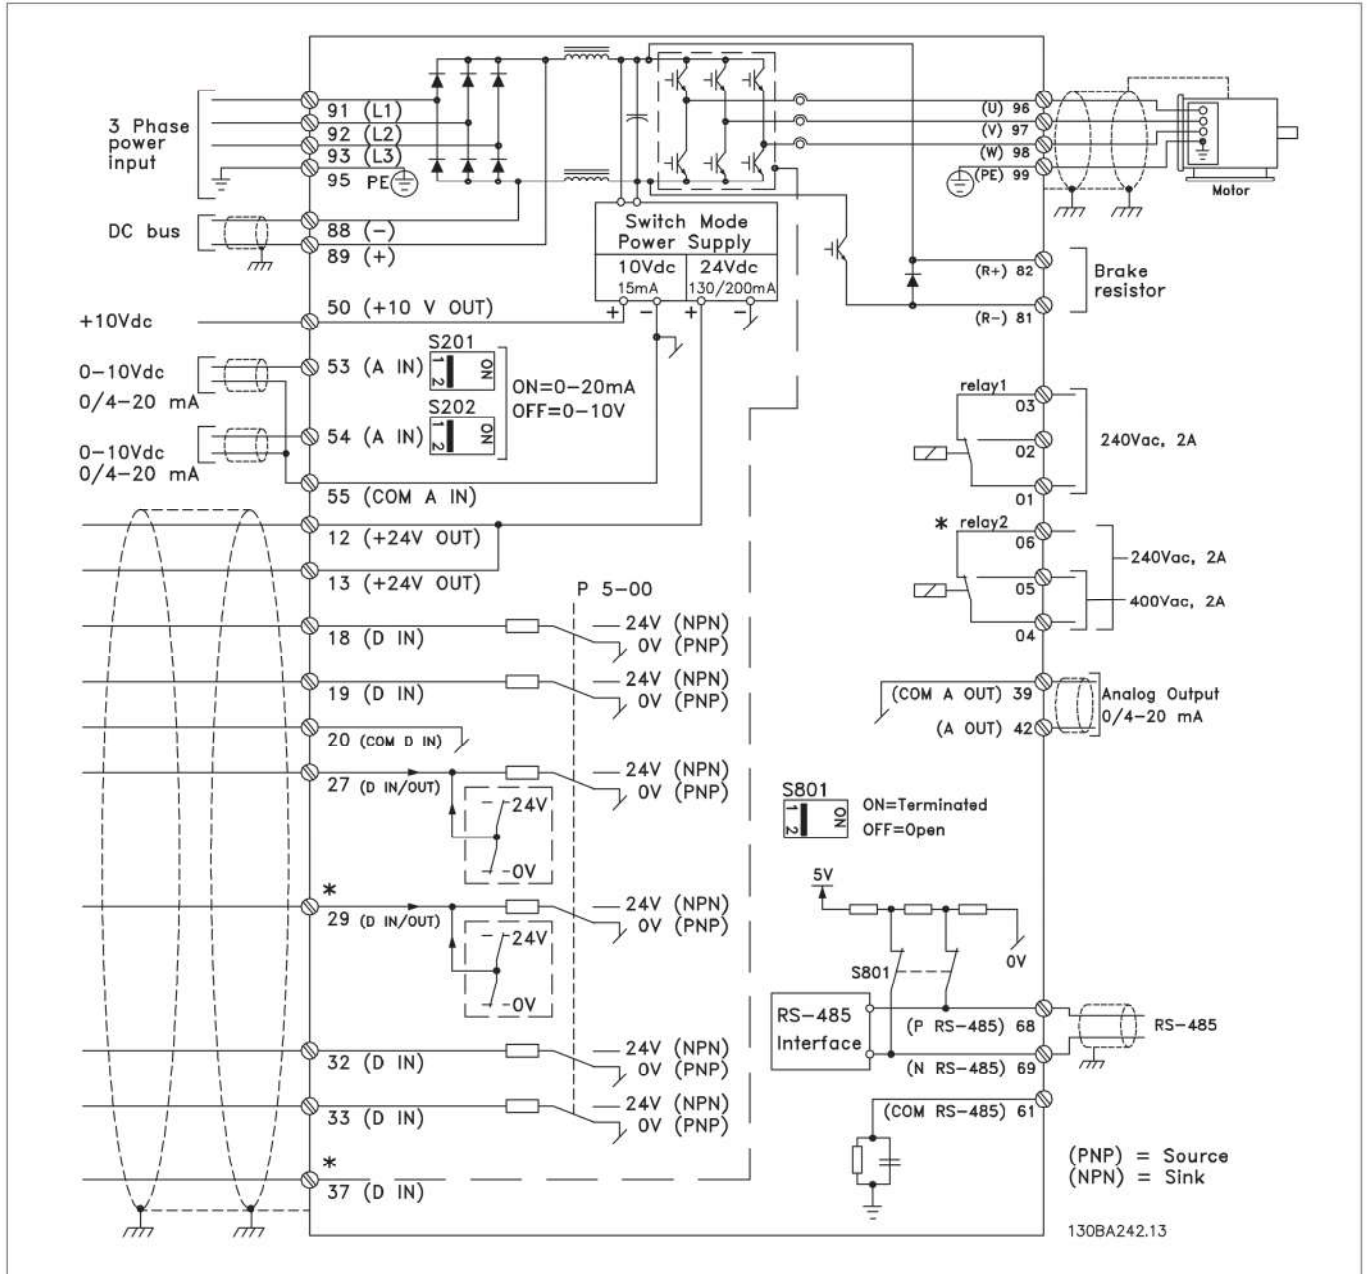 3 Phase
power
input
91 (L1)
92 (L2)
93 (L3)
95 PE
DC bus
88 (−)
89 (+)
+10Vdc
50 (+10 V OUT)
0−10Vdc
0/4−20 mA
53 (A IN)
S201
1 2
ON
0−10Vdc
0/4−20 mA
54 (A IN)
S202
1 2
ON
ON=0−20mA
OFF=0−10V
55 (COM A IN)
12 (+24V OUT)
13 (+24V OUT)
P 5-00
18 (D IN)
24V (NPN)
0V (PNP)
19 (D IN)
24V (NPN)
0V (PNP)
20 (COM D IN)
27 (D IN/OUT)
24V (NPN)
0V (PNP)
24V
0V
*
29 (D IN/OUT)
24V (NPN)
0V (PNP)
24V
0V
32 (D IN)
24V (NPN)
0V (PNP)
33 (D IN)
24V (NPN)
0V (PNP)
*
37 (D IN)
Switch Mode
Power Supply
10Vdc
15mA
24Vdc
130/200mA
+ − + −
(U) 96
(V) 97
(W) 98
(PE) 99
Motor
(R+) 82
(R−) 81
Brake
resistor
relay1
03
02
01
240Vac, 2A
* relay2
06
05
04
240Vac, 2A
400Vac, 2A
(COM A OUT) 39
(A OUT) 42
Analog Output
0/4−20 mA
S801
1 2
ON
ON=Terminated
OFF=Open
5V
0V
S801
RS-485
Interface
(P RS-485) 68
(N RS-485) 69
RS-485
(COM RS-485) 61
(PNP) = Source
(NPN) = Sink
130BA242.13